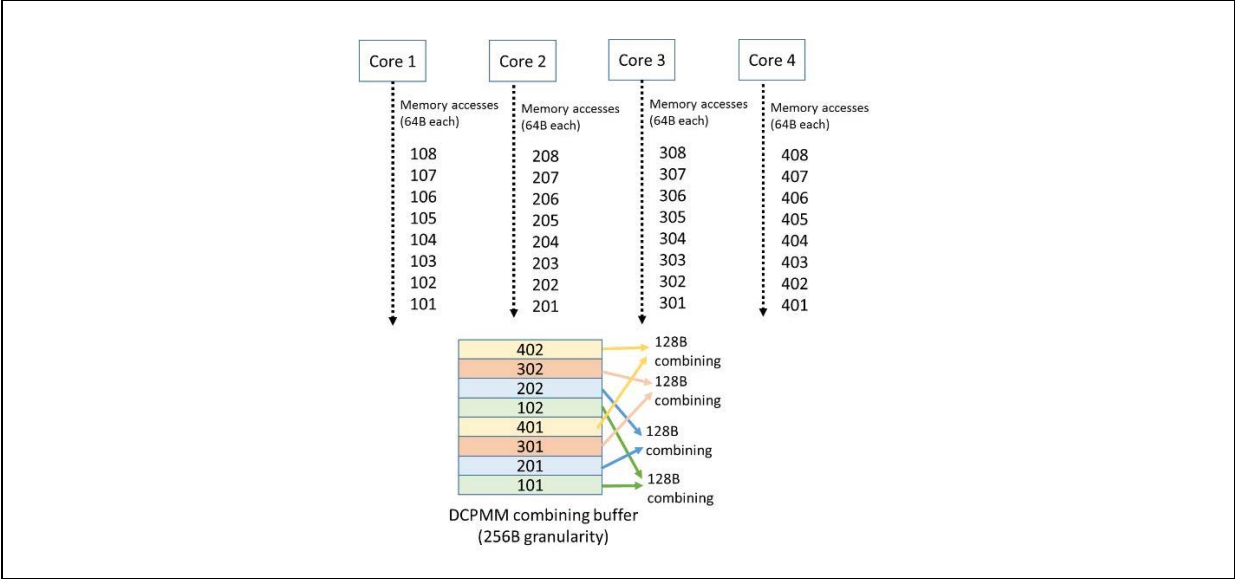 Core 1
Core 2
Core 3
Core 4
Memory accesses
(64B each)
Memory accesses
(64B each)
Memory accesses
(64B each)
Memory accesses
(64B each)
108
107
106
105
104
103
102
101
208
207
206
205
204
203
202
201
308
307
306
305
304
303
302
301
408
407
406
405
404
403
402
401
402
302
202
102
401
301
201
101
128B
combining
128B
combining
128B
combining
128B
combining
DCPMM combining buffer
(256B granularity)